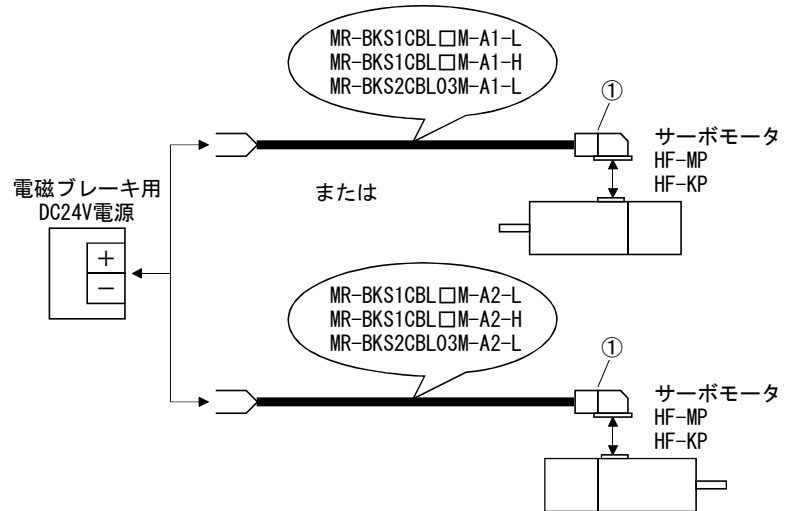 MR-BKS1CBL□M-A1-L
MR-BKS1CBL□M-A1-H
MR-BKS2CBL03M-A1-L
①
サーボモータ
HF-MP
HF-KP
電磁ブレーキ用
DC24V電源
または
+
−
MR-BKS1CBL□M-A2-L
MR-BKS1CBL□M-A2-H
MR-BKS2CBL03M-A2-L
①
サーボモータ
HF-MP
HF-KP